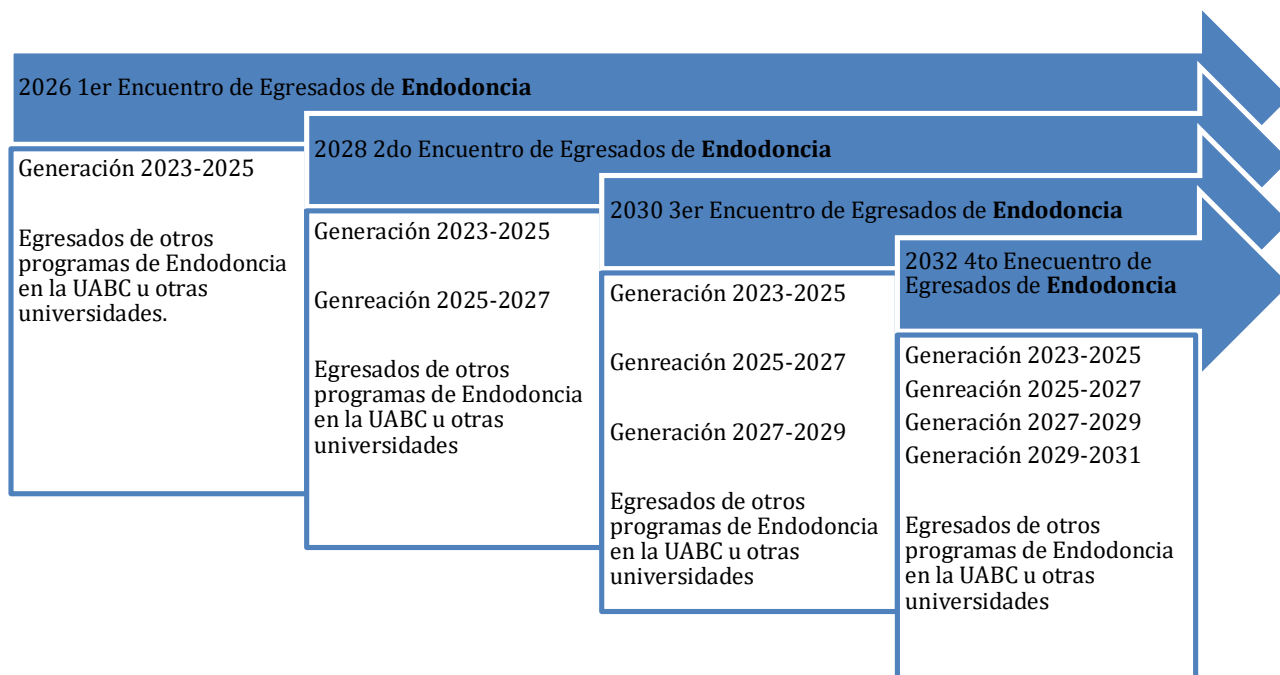 2026 1er Encuentro de Egresados de Endodoncia
Generación 2023-2025
Egresados de otros
programas de Endodoncia
en la UABC u otras
universidades.
2028 2do Encuentro de Egresados de Endodoncia
Generación 2023-2025
Genreación 2025-2027
Egresados de otros
programas de Endodoncia
en la UABC u otras
universidades
2030 3er Encuentro de Egresados de Endodoncia
Generación 2023-2025
Genreación 2025-2027
Generación 2027-2029
Egresados de otros
programas de Endodoncia
en la UABC u otras
universidades
2032 4to Enecuentro de
Egresados de Endodoncia
Generación 2023-2025
Genreación 2025-2027
Generación 2027-2029
Generación 2029-2031
Egresados de otros
programas de Endodoncia
en la UABC u otras
universidades